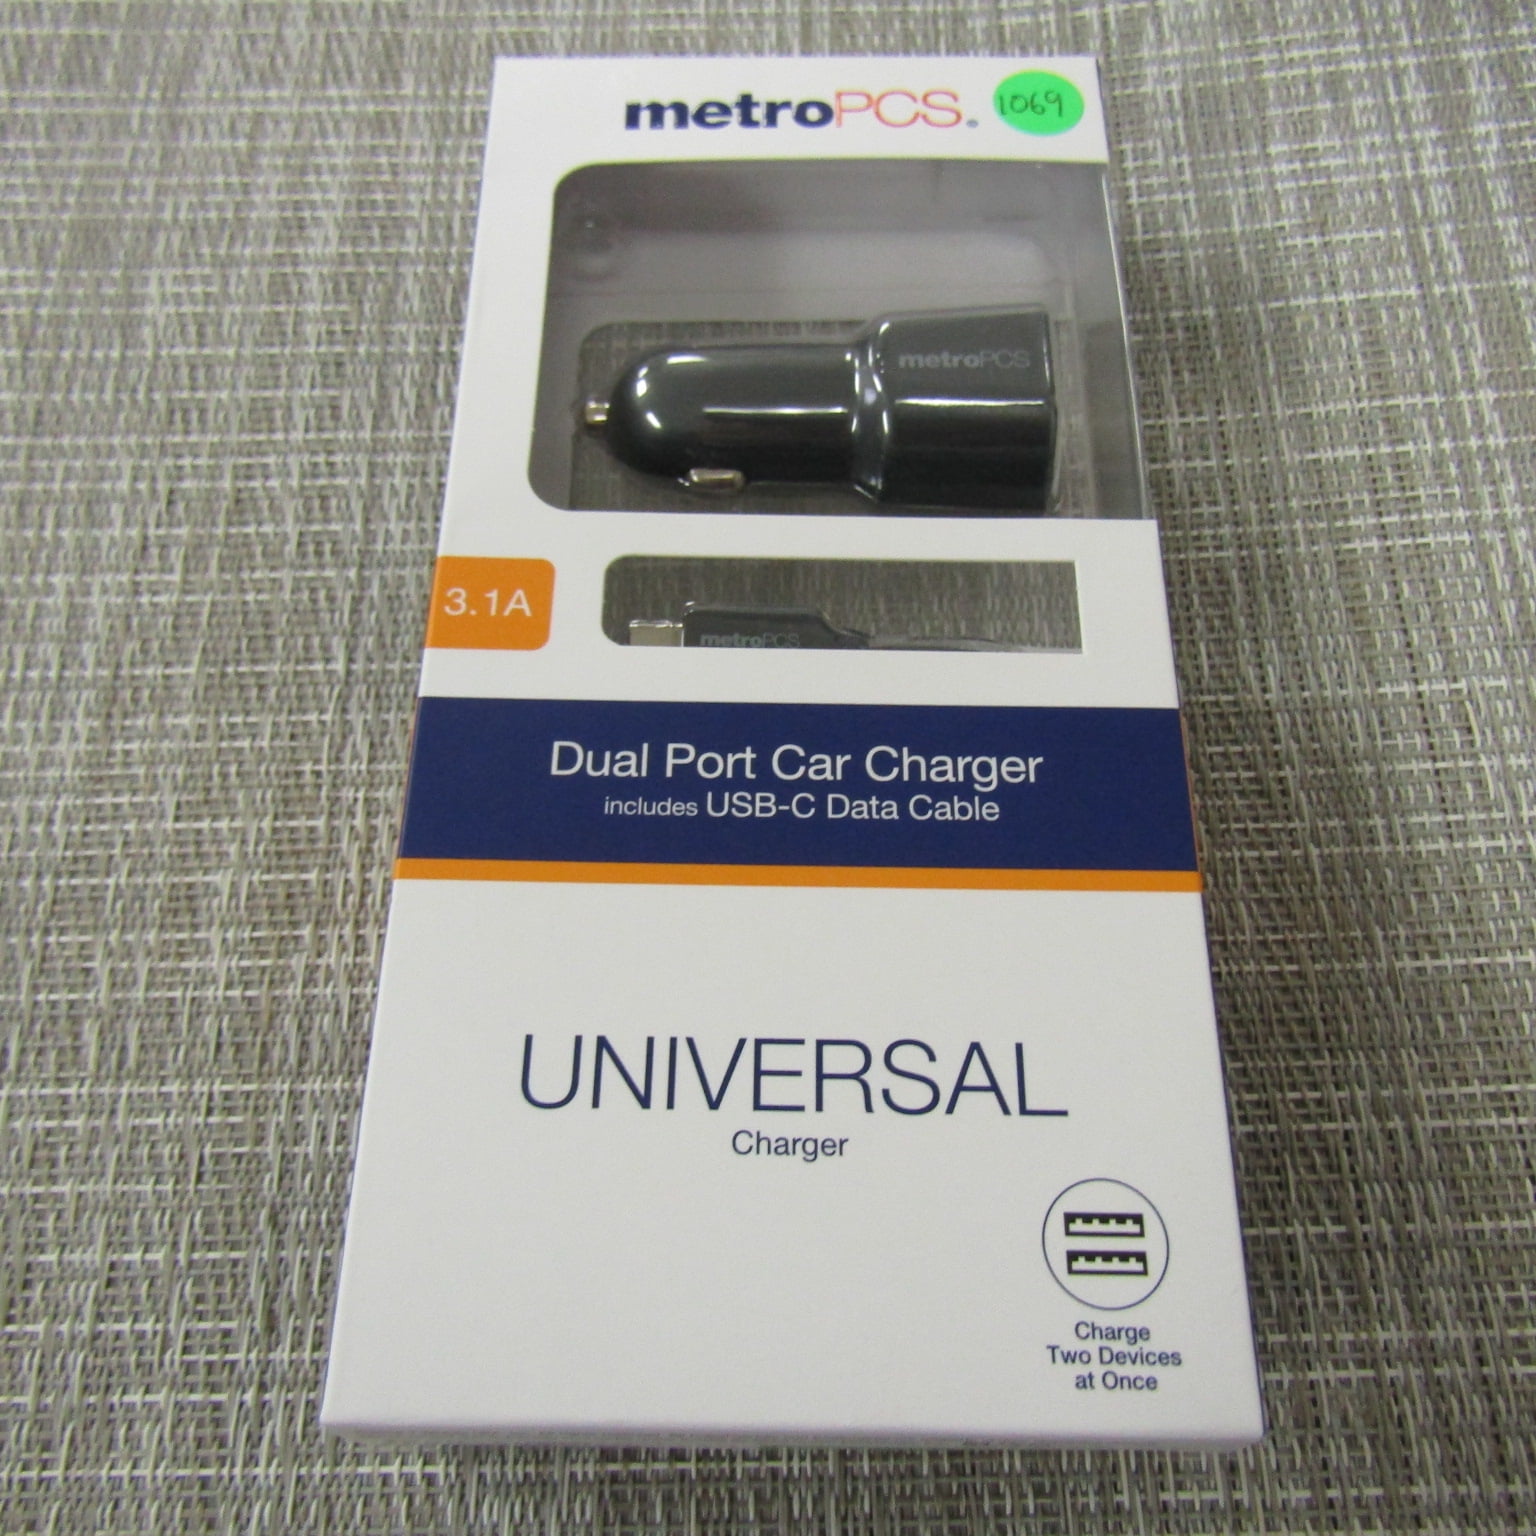 metroPCS.
1069
metroPCS
3.1A
metroPCS
Dual Port Car Charger
includes USB-C Data Cable
UNIVERSAL
Charger
Charge
Two Devices
at Once